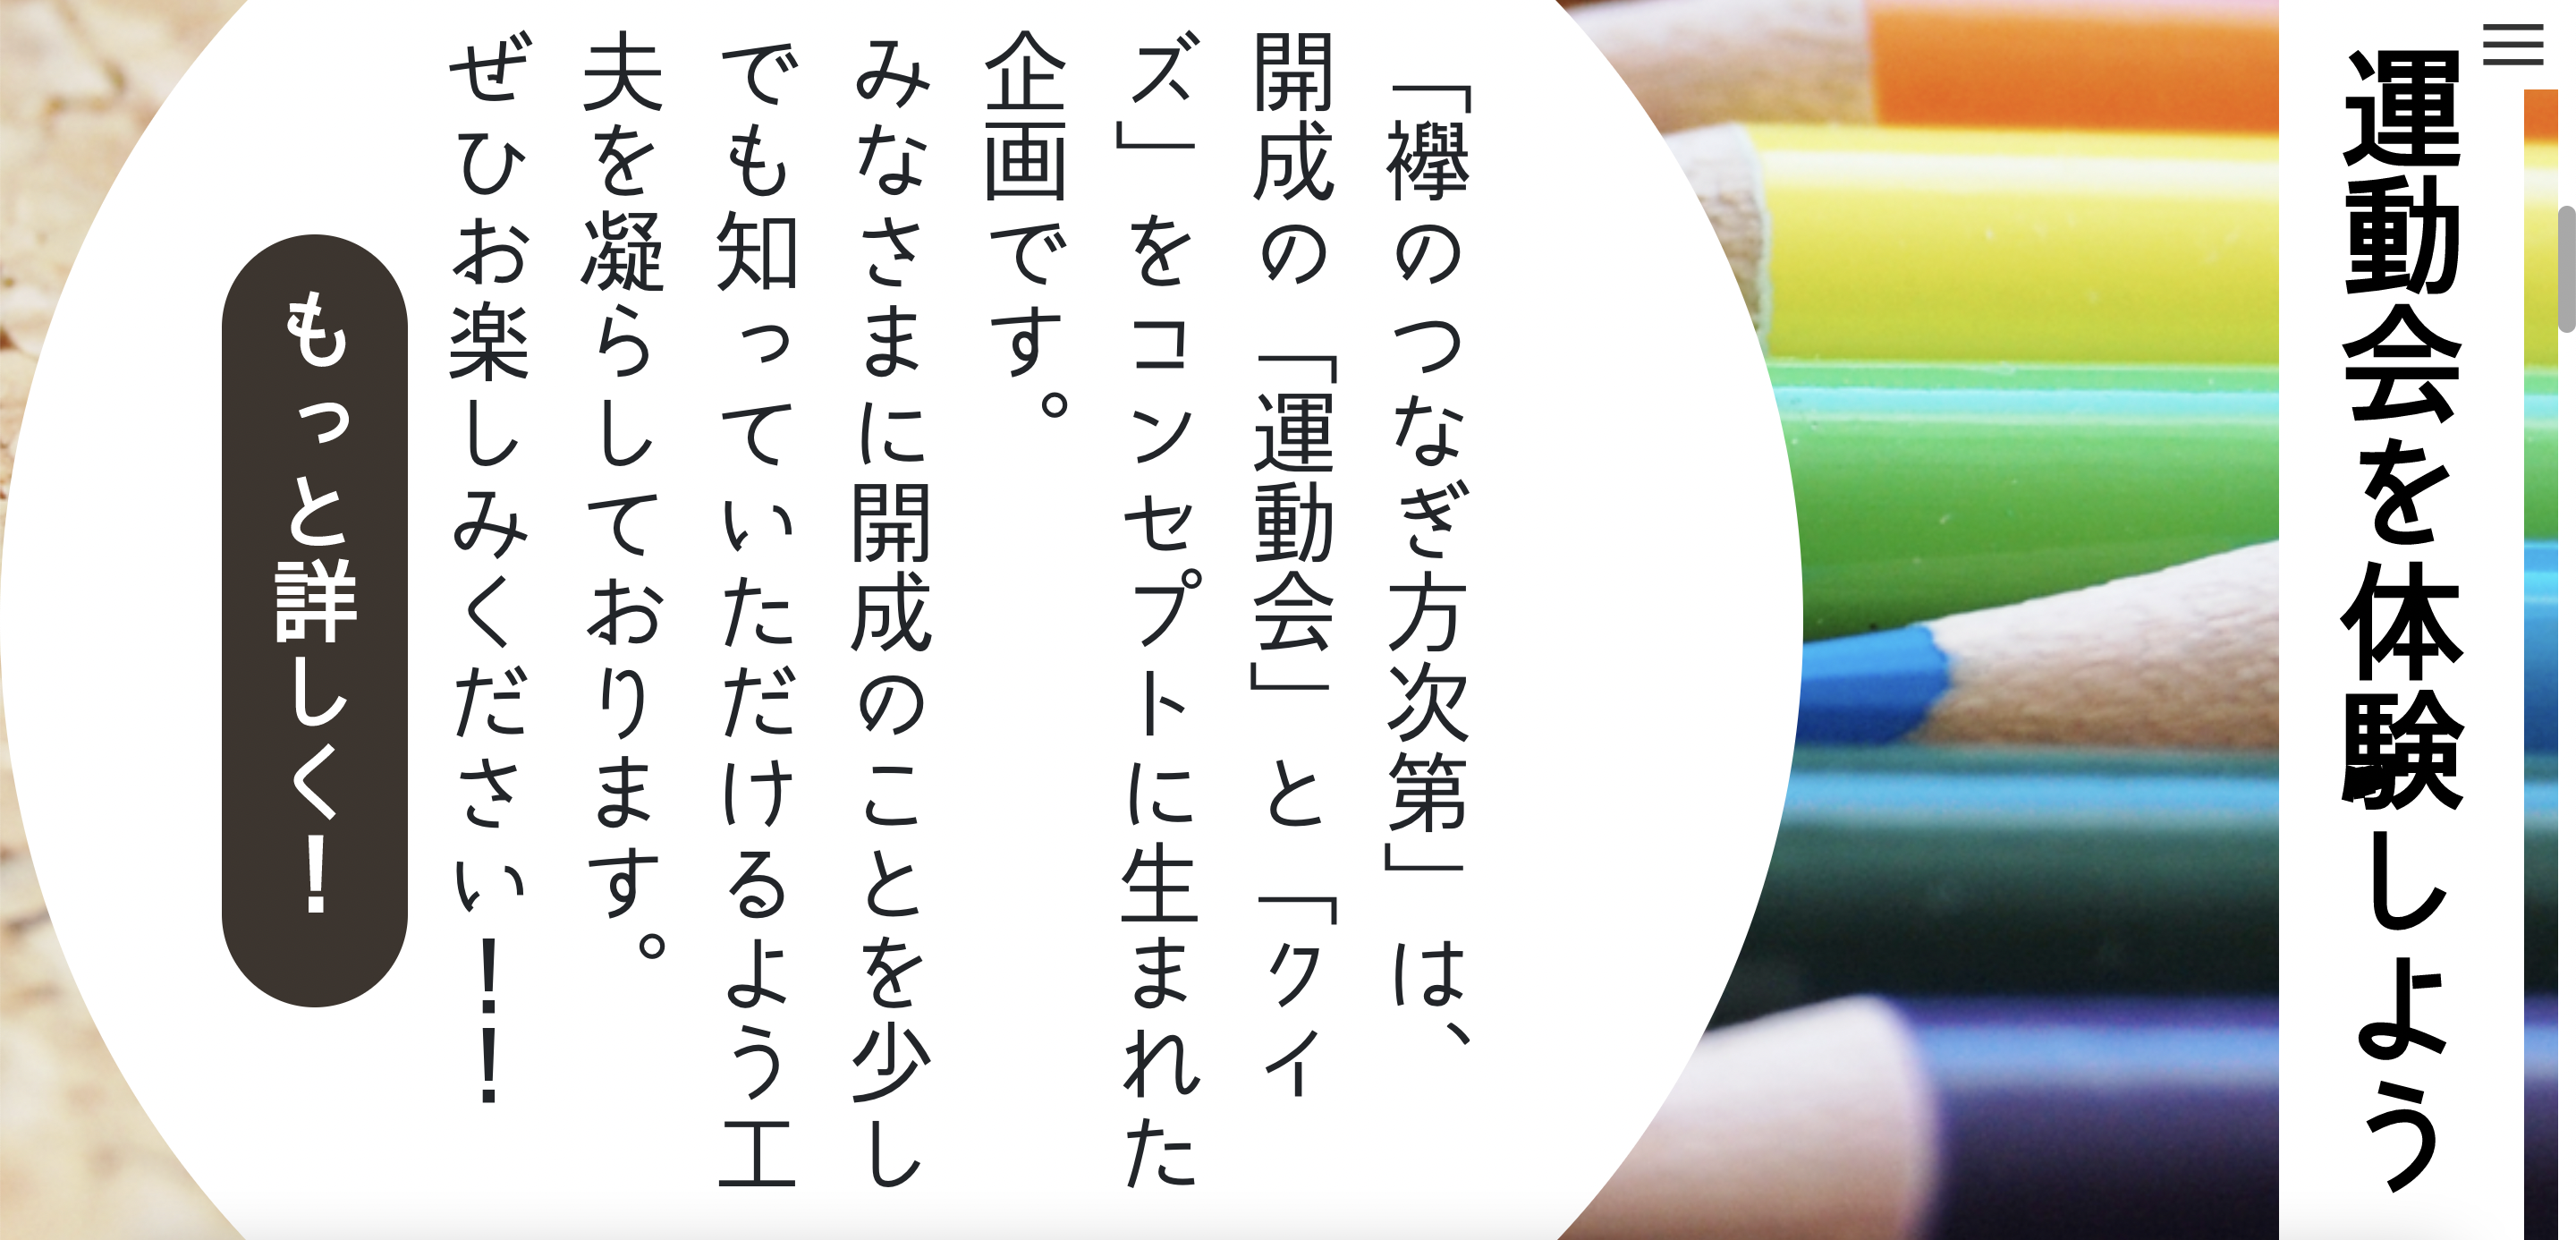 運動会を体験しよう
「襷のつなぎ方次第」は、
開成の「運動会」と「クイ
ズ」をコンセプトに生まれた
企画です。
みなさまに開成のことを少し
でも知っていただけるよう工
夫を凝らしております。
ぜひお楽しみください！！
もっと詳しく！